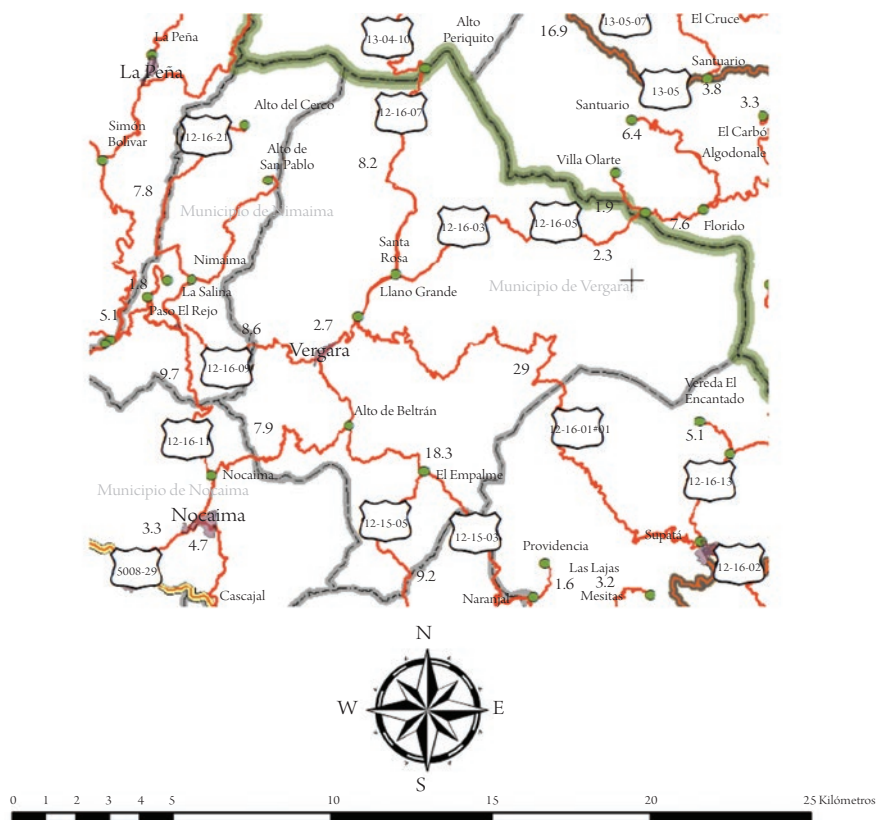 La Peña
La Peña
13-04-10
Alto
Periquito
16.9
13-05-07
El Cruce
Santuario
13-05
3.8
12-16-21
Alto del Cerco
12-16-07
Santuario
6.4
3.3
El Carbó
Algodonale
Simón
Bolivar
Alto de
San Pablo
8.2
Villa Olarte
7.8
Municipio de Nimaima
12-16-03
12-16-05
1.9
7.6
Florido
Santa
Rosa
2.3
Nimaima
La Salina
1.8
Paso El Rejo
Llano Grande
Municipio de Vergara
5.1
8.6
2.7
Vergara
12-16-09
9.7
29
Vereda El
Encantado
7.9
Alto de Beltrán
5.1
12-16-11
12-16-01#01
18.3
El Empalme
Nocaima
12-16-13
Municipio de Nocaima
Nocaima
3.3
4.7
12-15-05
12-15-03
Supatá
5008-29
Providencia
12-16-02
9.2
Las Lajas
1.6
3.2
Cascajal
Naranjal
Mesitas
N
W
E
S
0 1 2 3 4 5 10 15 20 25 Kilómetros